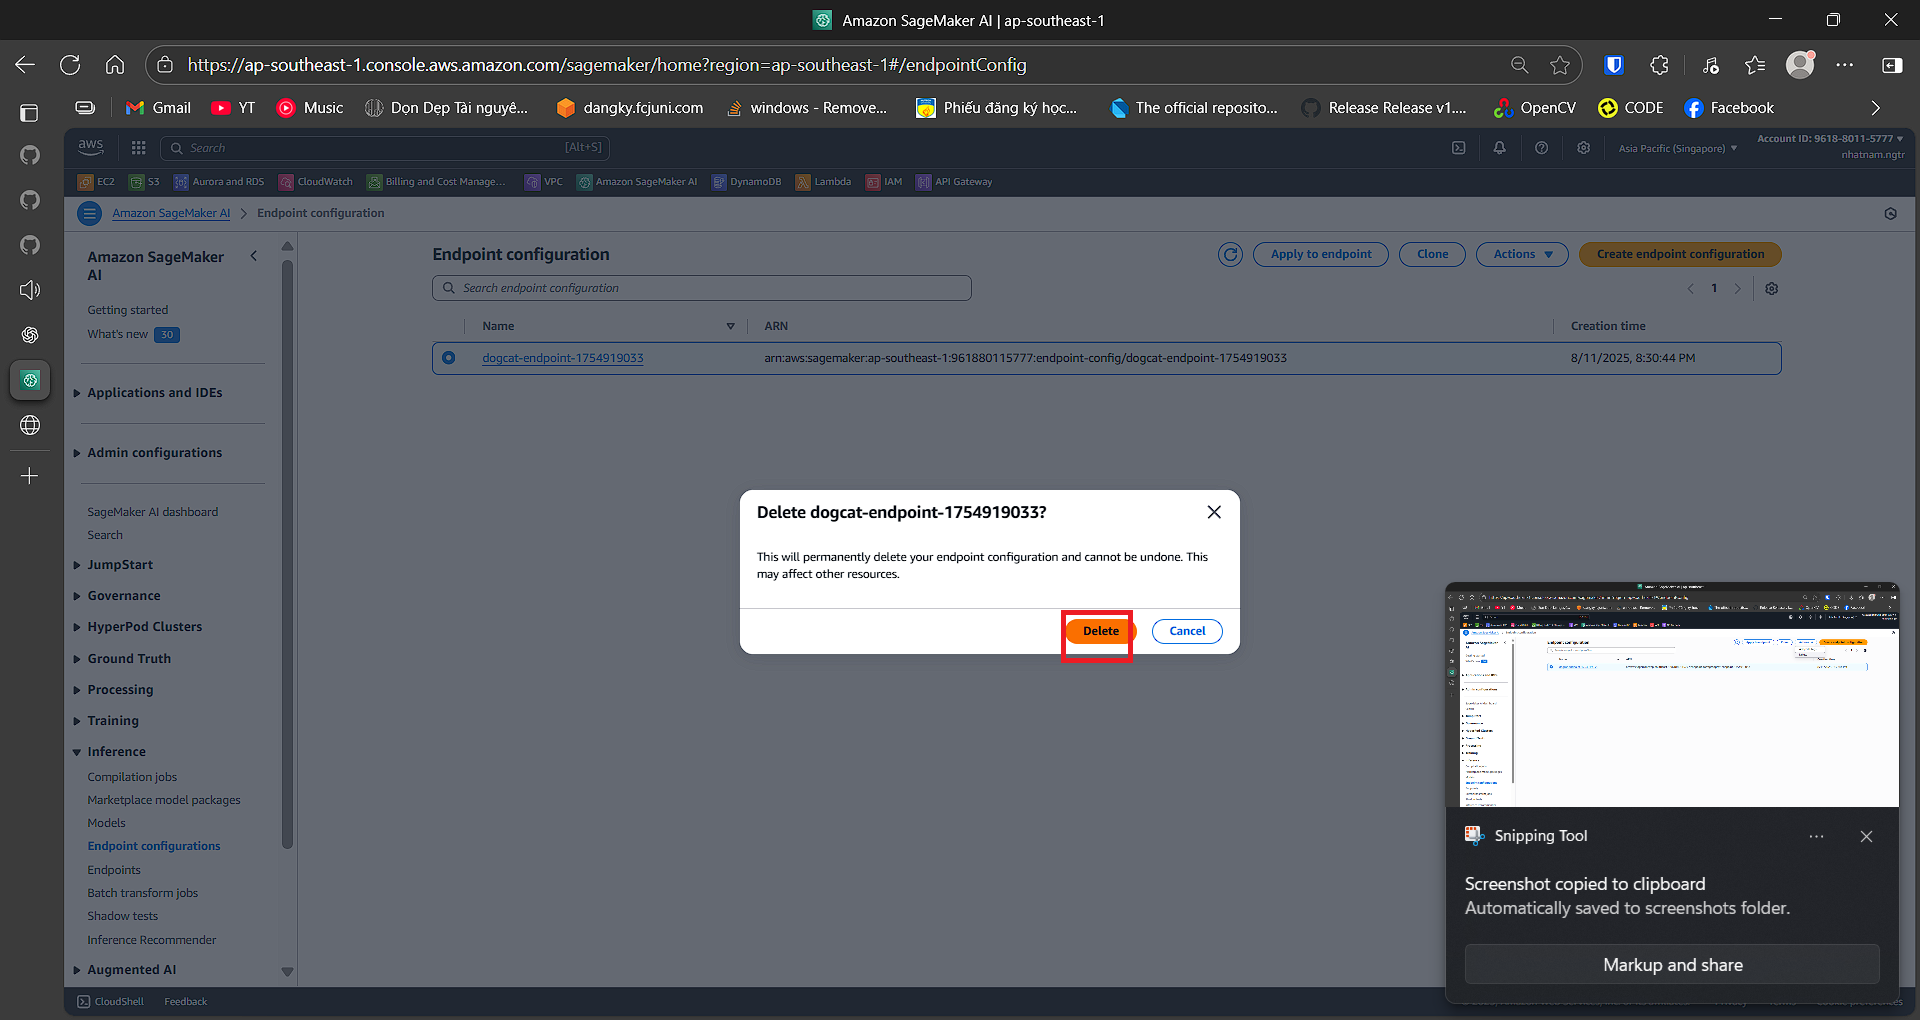 Amazon SageMaker AI | ap-southeast-1
https://ap-southeast-1.console.aws.amazon.com/sagemaker/home?region=ap-southeast-1#/endpointConfig
Gmail
YT
Music
Dọn Dẹp Tài nguyê...
dangky.fcjuni.com
windows - Remove...
Phiếu đăng ký học...
The official reposito...
Release Release v1....
OpenCV
CODE
Facebook
aws
Search
[Alt+S]
Asia Pacific (Singapore)
Account ID: 9618-8011-5777
nhatnam.ngtr
EC2
S3
Aurora and RDS
CloudWatch
Billing and Cost Manage...
VPC
Amazon SageMaker AI
DynamoDB
Lambda
IAM
API Gateway
Amazon SageMaker AI
Endpoint configuration
Amazon SageMaker
AI
Getting started
What's new 30
Applications and IDEs
Admin configurations
SageMaker AI dashboard
Search
JumpStart
Governance
HyperPod Clusters
Ground Truth
Processing
Training
Inference
Compilation jobs
Marketplace model packages
Models
Endpoint configurations
Endpoints
Batch transform jobs
Shadow tests
Inference Recommender
Augmented AI
Endpoint configuration
Apply to endpoint
Clone
Actions
Create endpoint configuration
Search endpoint configuration
1
Name
ARN
Creation time
dogcat-endpoint-1754919033
arn:aws:sagemaker:ap-southeast-1:961880115777:endpoint-config/dogcat-endpoint-1754919033
8/11/2025, 8:30:44 PM
Delete dogcat-endpoint-1754919033?
This will permanently delete your endpoint configuration and cannot be undone. This
may affect other resources.
Delete
Cancel
Snipping Tool
Screenshot copied to clipboard
Automatically saved to screenshots folder.
Markup and share
CloudShell
Feedback